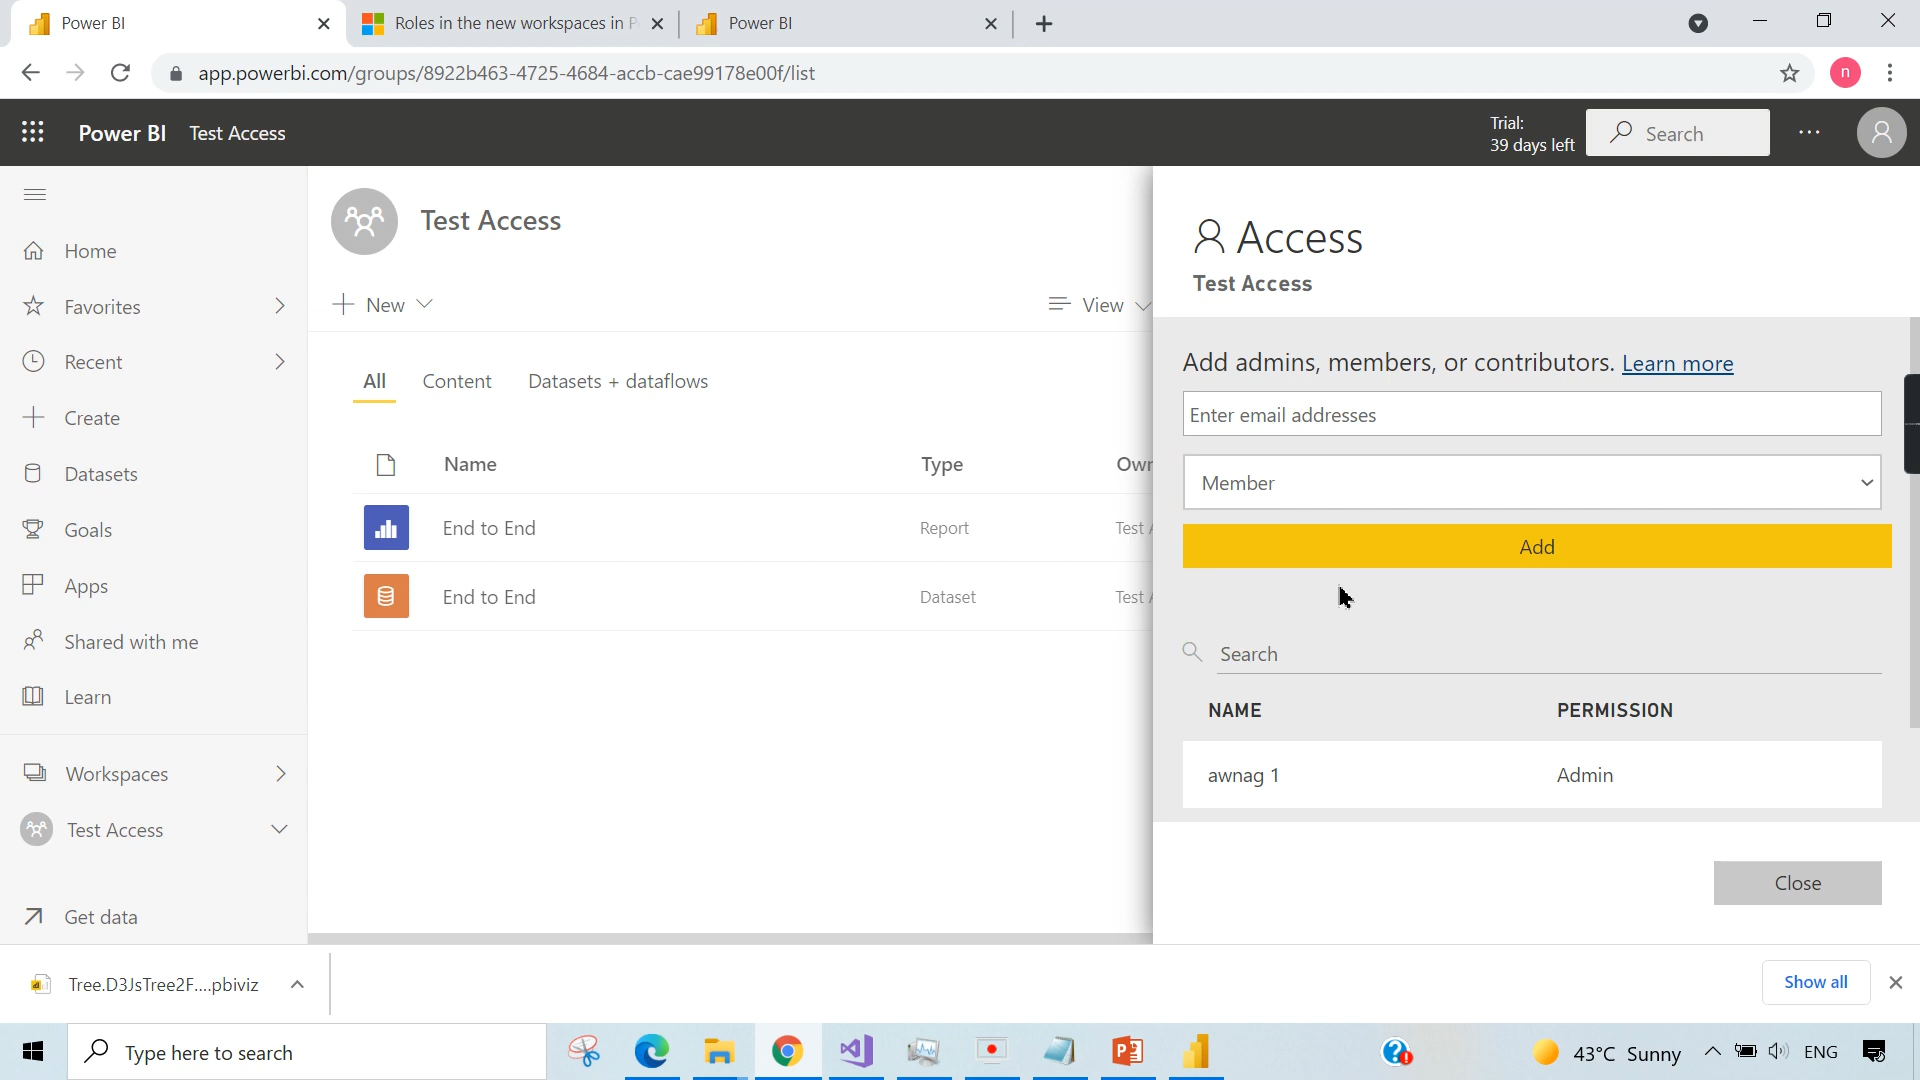 Power BI
Roles in the new workspaces in P
Power BI
app.powerbi.com/groups/8922b463-4725-4684-accb-cae99178e00f/list
n
Power BI Test Access
Trial:
39 days left
Search
Home
Favorites
Recent
Create
Datasets
Goals
Apps
Shared with me
Learn
Workspaces
Test Access
Get data
Test Access
New
View
All Content Datasets + dataflows
Name Type Own
End to End Report Test A
End to End Dataset Test A
Access
Test Access
Add admins, members, or contributors. Learn more
Enter email addresses
Member
Add
Search
NAME PERMISSION
awnag 1 Admin
Close
Tree.D3JsTree2F....pbiviz
Show all
Type here to search
43°C Sunny
ENG